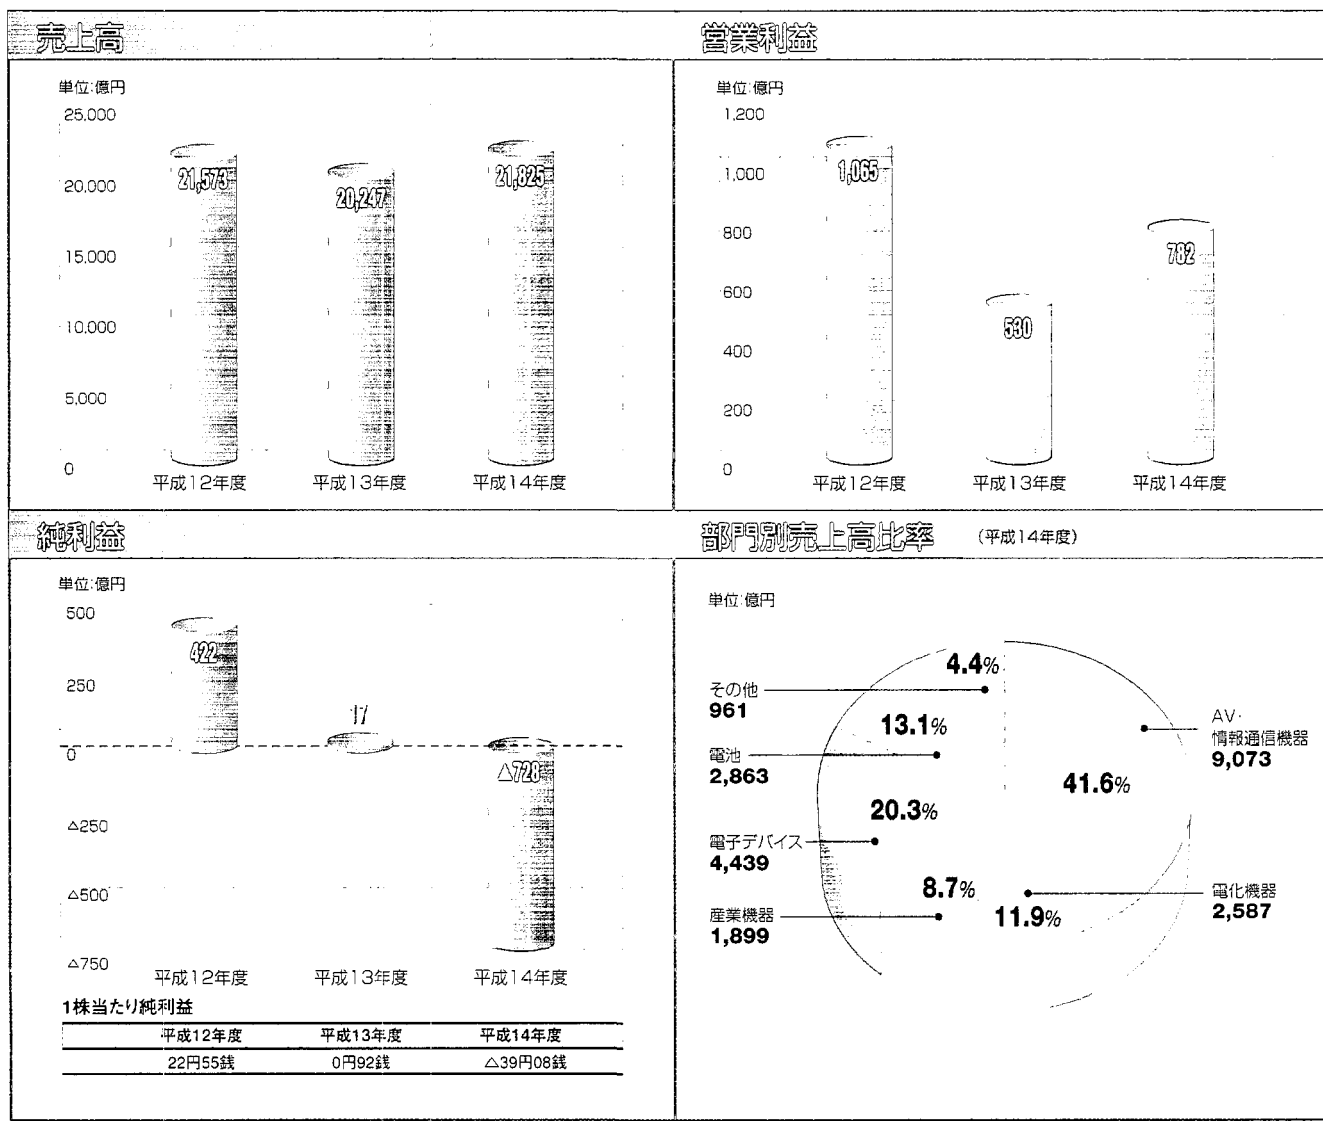 売上高
単位:億円
25,000
20,000
15,000
10,000
5,000
0
21,573
20,247
21,825
平成12年度 平成13年度 平成14年度
営業利益
単位:億円
1,200
1,000
800
600
400
200
0
1,065
530
782
平成12年度 平成13年度 平成14年度
純利益
単位:億円
500
250
0
△250
△500
△750
422
17
△728
平成12年度 平成13年度 平成14年度
1株当たり純利益
平成12年度 平成13年度 平成14年度
22円55銭 0円92銭 △39円08銭
部門別売上高比率 (平成14年度)
単位:億円
4.4%
その他
961
13.1%
電池
2,863
20.3%
電子デバイス
4,439
8.7%
産業機器
1,899
AV・
情報通信機器
9,073
41.6%
電化機器
2,587
11.9%